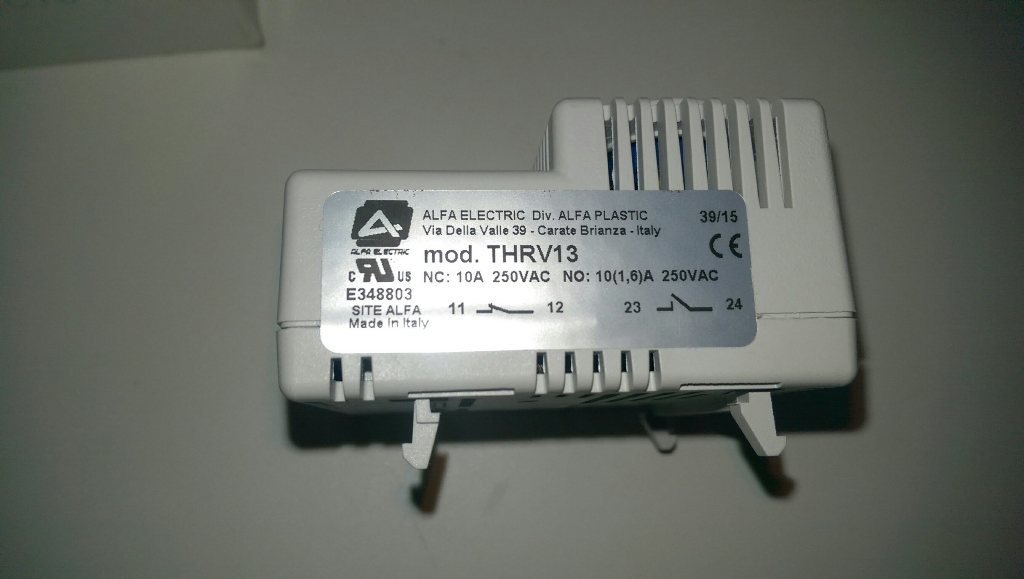 ALFA ELECTRIC Div. ALFA PLASTIC
39/15
Via Della Valle 39 - Carate Brianza - Italy
CE
ALFA ELECTRIC
mod. THRV13
c RU US
NC: 10A 250VAC NO: 10(1,6)A 250VAC
E348803
SITE ALFA
11 12 23 24
Made in Italy